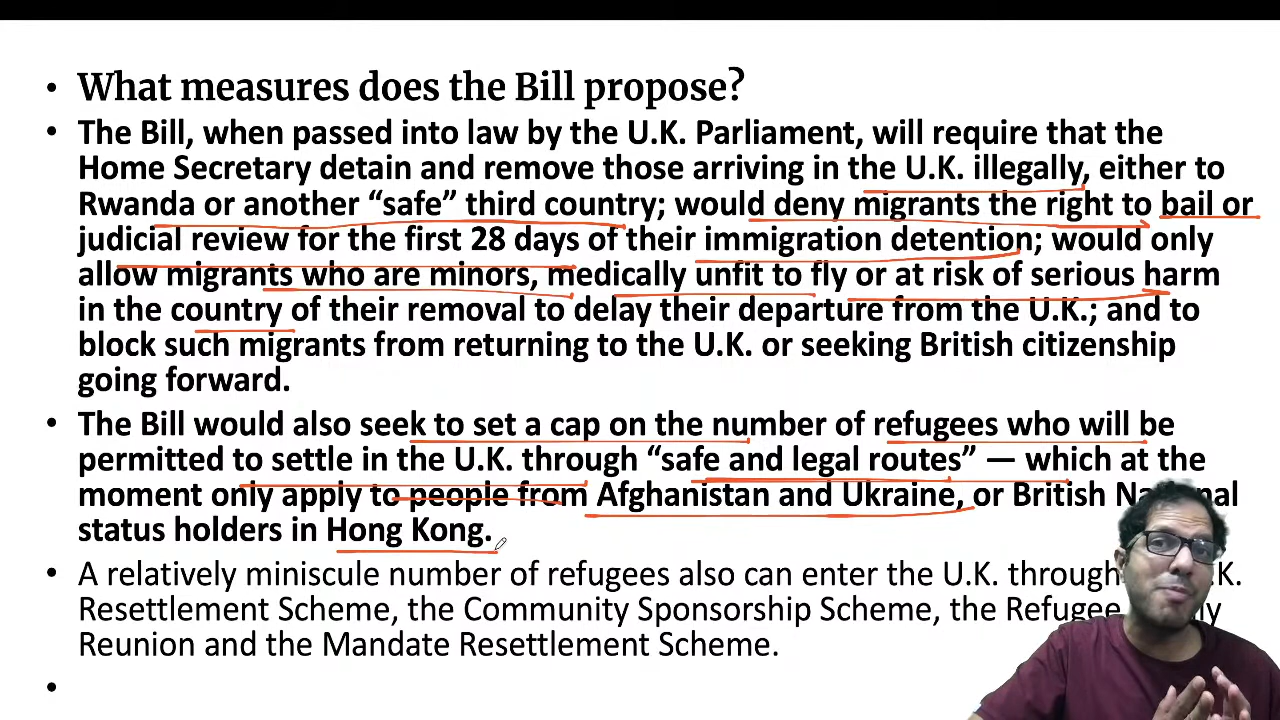 • What measures does the Bill propose?
• The Bill, when passed into law by the U.K. Parliament, will require that the
Home Secretary detain and remove those arriving in the U.K. illegally, either to
Rwanda or another “safe” third country; would deny migrants the right to bail or
judicial review for the first 28 days of their immigration detention; would only
allow migrants who are minors, medically unfit to fly or at risk of serious harm
in the country of their removal to delay their departure from the U.K.; and to
block such migrants from returning to the U.K. or seeking British citizenship
going forward.
• The Bill would also seek to set a cap on the number of refugees who will be
permitted to settle in the U.K. through “safe and legal routes” — which at the
moment only apply to people from Afghanistan and Ukraine, or British
status holders in Hong Kong.
• A relatively miniscule number of refugees also can enter the U.K. through
Resettlement Scheme, the Community Sponsorship Scheme, the Refugee
Reunion and the Mandate Resettlement Scheme.
•